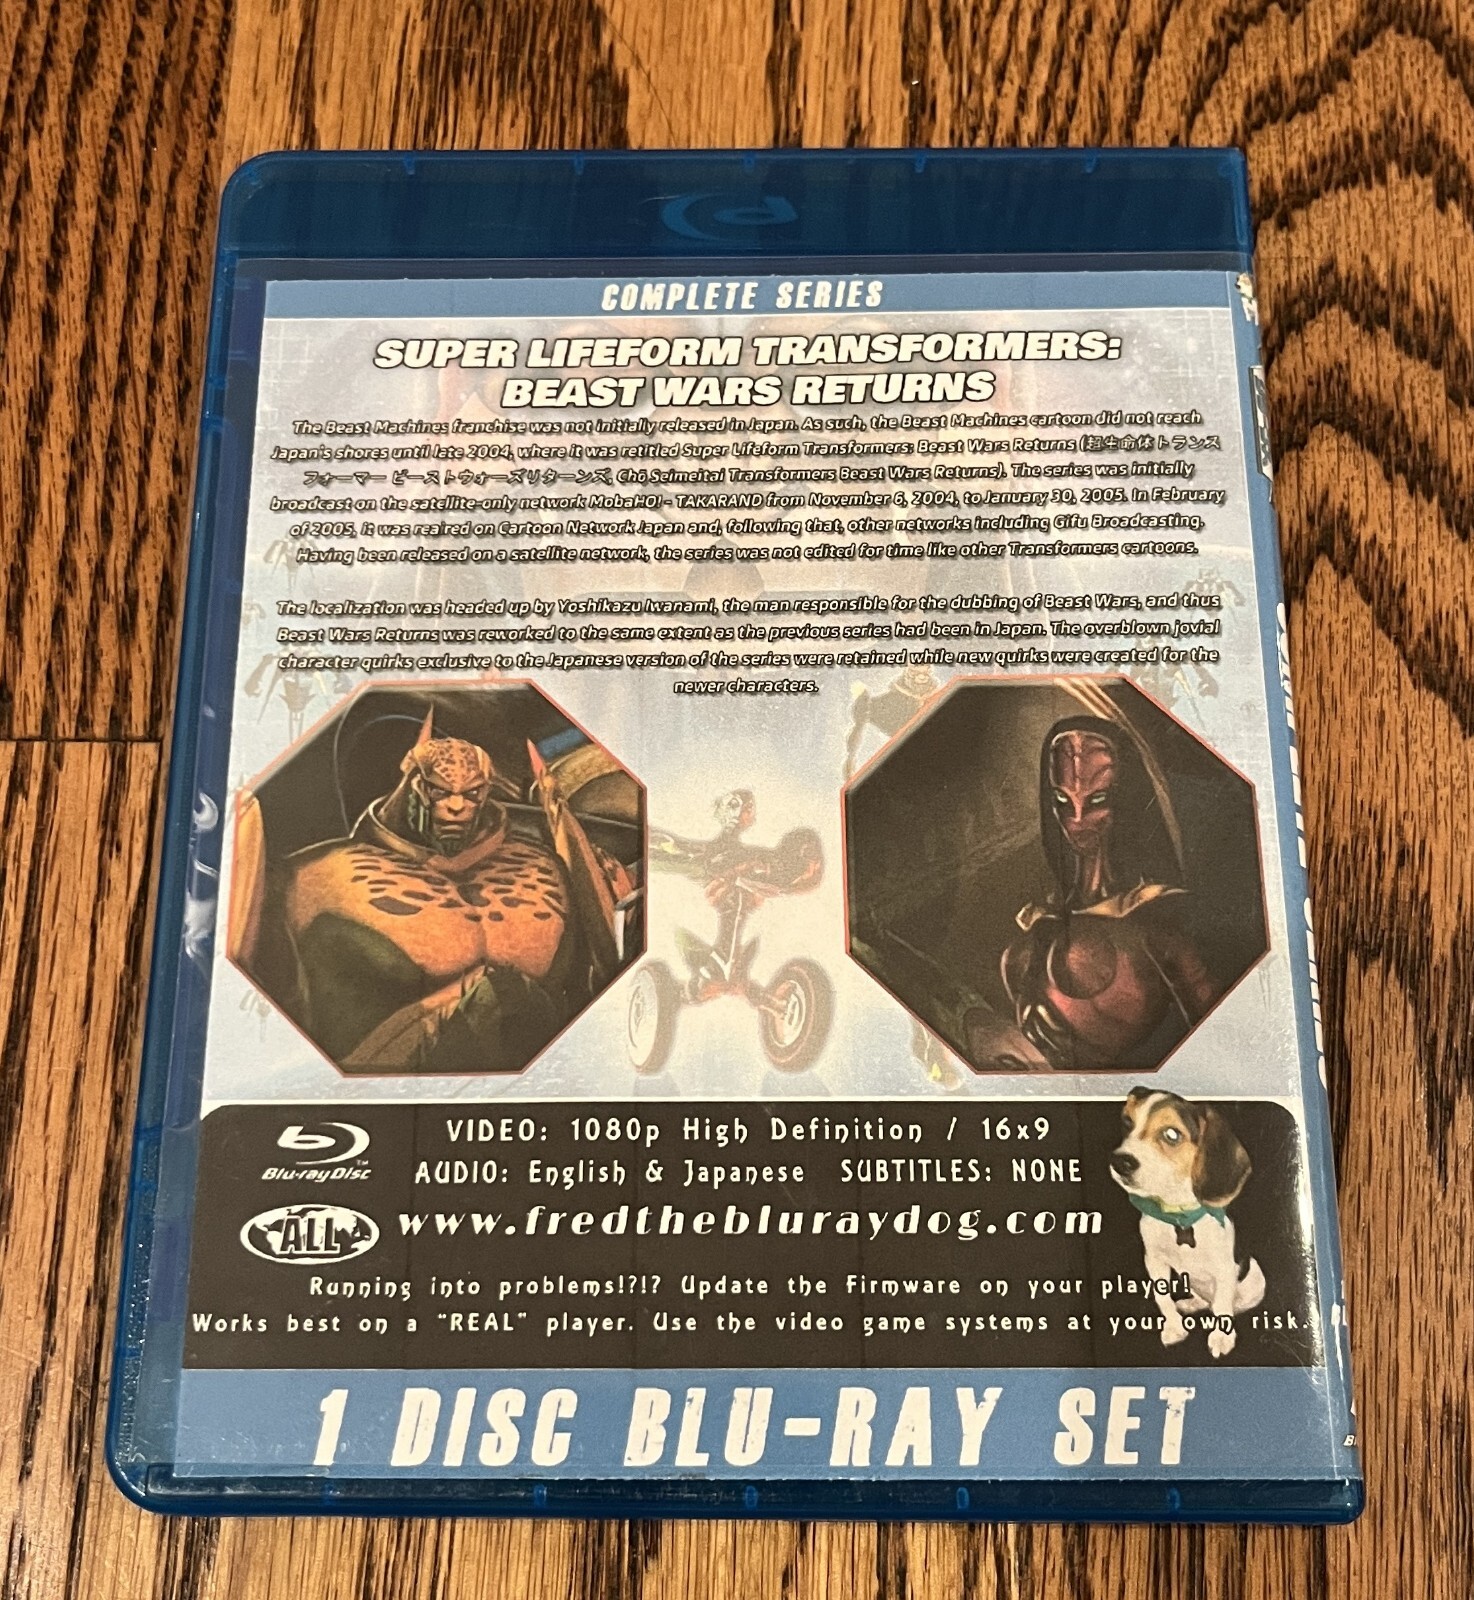 COMPLETE SERIES
SUPER LIFEFORM TRANSFORMERS:
BEAST WARS RETURNS
The Beast Machines franchise was not initially released in Japan. As such, the Beast Machines cartoon did not reach
Japan's shores until late 2004, where it was retitled Super Lifeform Transformers: Beast Wars Returns (超生命体トランス
フォーマー ビーストウォーズリターンズ, Chō Seimeitai Transformers Beast Wars Returns). The series was initially
broadcast on the satellite-only network MobaHO! - TAKARAND from November 6, 2004, to January 30, 2005. In February
of 2005, it was reaired on Cartoon Network Japan and, following that, other networks including Gifu Broadcasting.
Having been released on a satellite network, the series was not edited for time like other Transformers cartoons.
The localization was headed up by Yoshikazu Iwanami, the man responsible for the dubbing of Beast Wars, and thus
Beast Wars Returns was reworked to the same extent as the previous series had been in Japan. The overblown jovial
character quirks exclusive to the Japanese version of the series were retained while new quirks were created for the
newer characters.
VIDEO: 1080p High Definition / 16x9
Blu-ray Disc™
AUDIO: English & Japanese SUBTITLES: NONE
ALL
www.fredthebluraydog.com
Running into problems!?!? Update the Firmware on your player!
Works best on a "REAL" player. Use the video game systems at your own risk.
1 DISC BLU-RAY SET